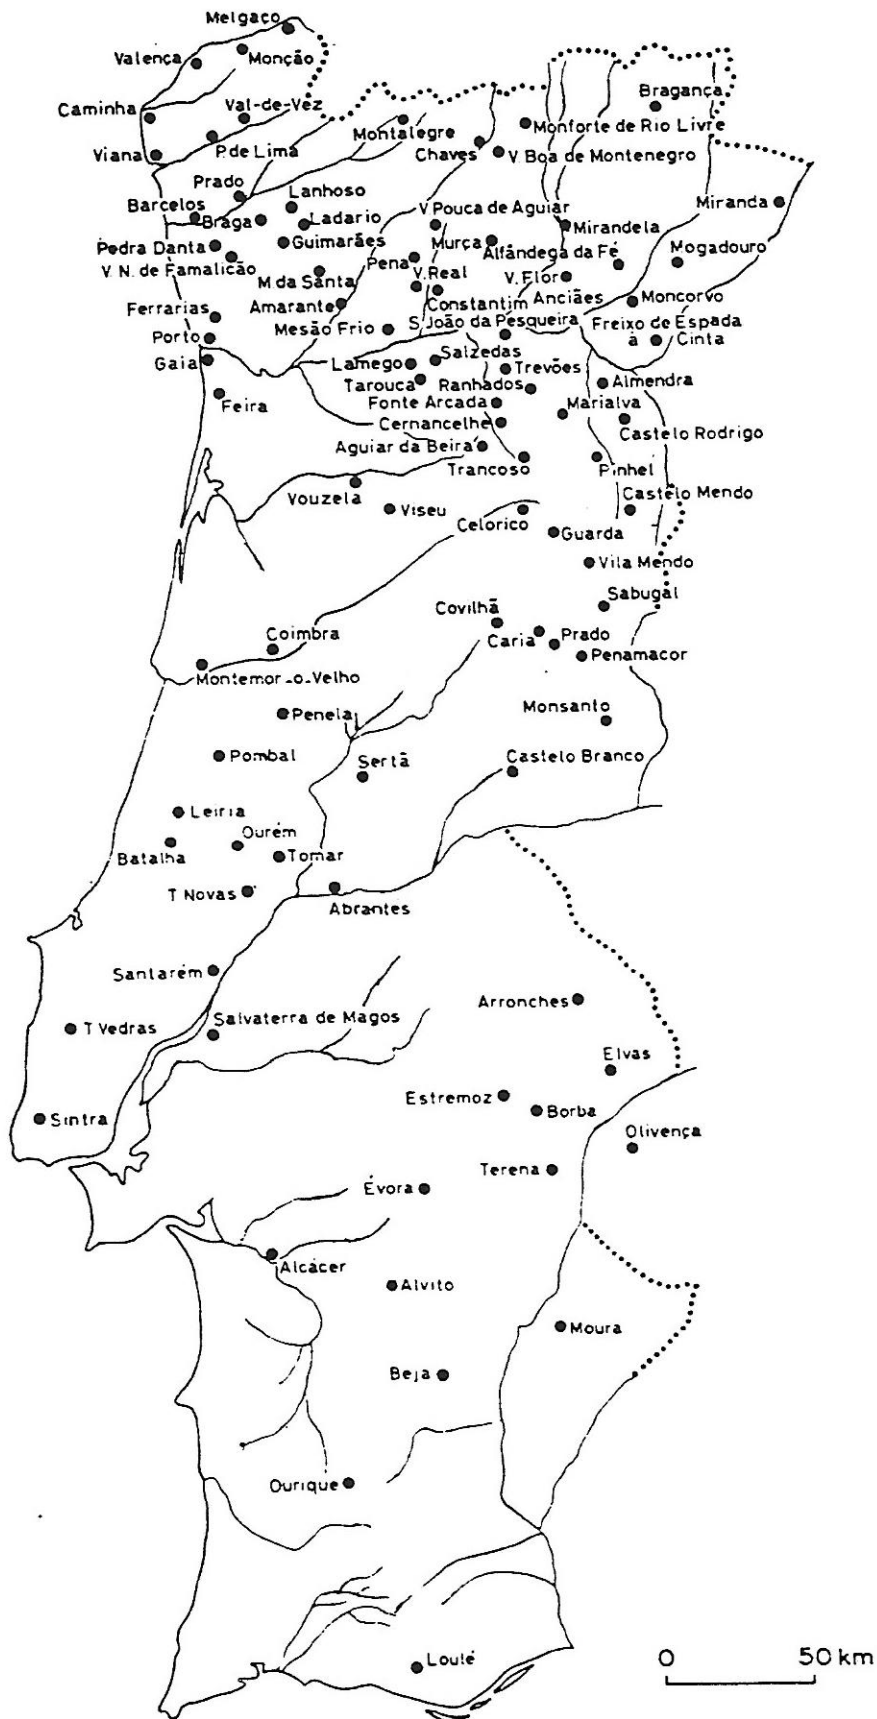 Melgaço
Valença
Monção
Caminha
Val-de-Vez
Bragança
Viana
P. de Lima
Montalegre
Monforte de Rio Livre
Chaves
V. Boa de Montenegro
Prado
Lanhoso
Miranda
Barcelos
Braga
Ladario
V. Pouca de Aguiar
Mirandela
Pedra Danta
Guimarães
Murça
Alfândega da Fé
Mogadouro
V. N. de Famalicão
Pena
M. da Santa
V. Real
V. Flor
Amarante
Constantim
Anciães
Moncorvo
Ferrarias
Mesão Frio
S. João da Pesqueira
Freixo de Espada
à Cinta
Porto
Gaia
Lamego
Salzedas
Trevões
Tarouca
Ranhados
Almendra
Feira
Fonte Arcada
Marialva
Cernancelhe
Castelo Rodrigo
Aguiar da Beira
Trancoso
Pinhel
Vouzela
Viseu
Celorico
Castelo Mendo
Guarda
Vila Mendo
Sabugal
Covilhã
Coimbra
Caria
Prado
Penamacor
Montemor-o-Velho
Penela
Monsanto
Pombal
Sertã
Castelo Branco
Leiria
Ourém
Batalha
Tomar
T. Novas
Abrantes
Santarém
Arronches
T. Vedras
Salvaterra de Magos
Elvas
Estremoz
Borba
Sintra
Olivença
Terena
Évora
Alcácer
Alvito
Moura
Beja
Ourique
Loulé
0 50 km